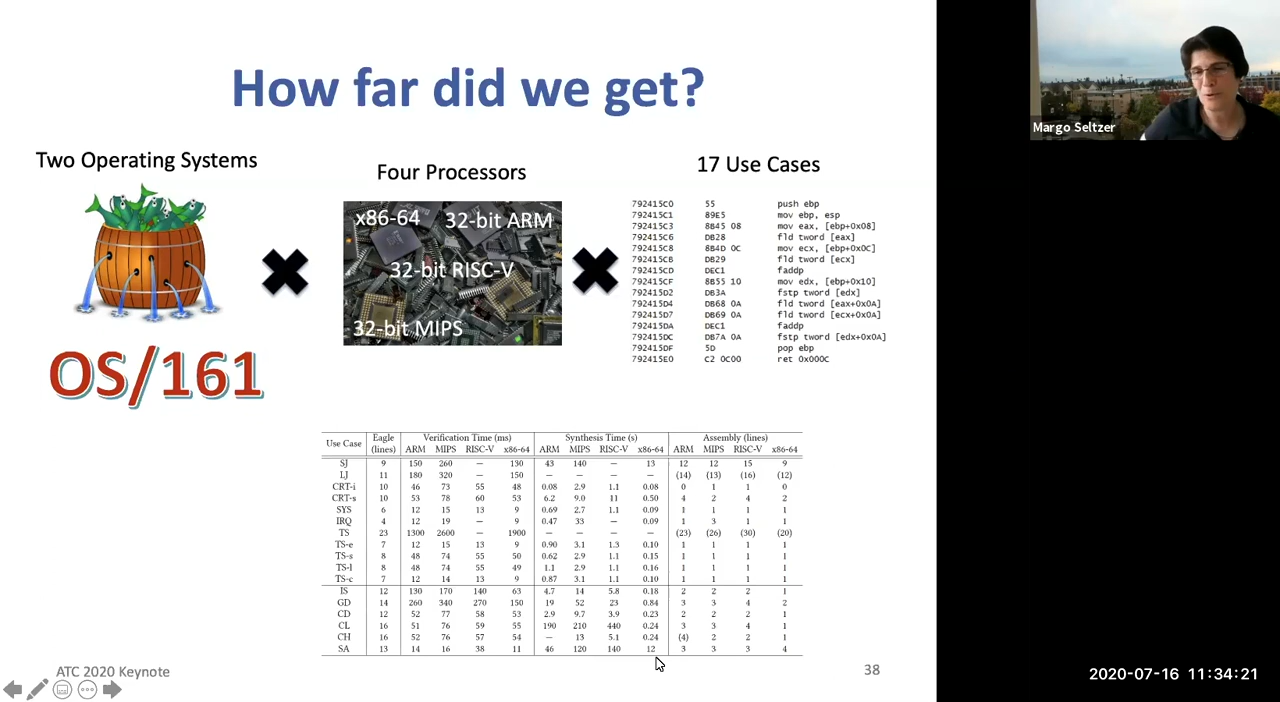 How far did we get?
Two Operating Systems
OS/161
Four Processors
x86-64 32-bit ARM
32-bit RISC-V
32-bit MIPS
17 Use Cases
792415C0 55 push ebp
792415C1 89E5 mov ebp, esp
792415C3 8B45 08 mov eax, [ebp+0x08]
792415C6 DB28 fld tword [eax]
792415C8 8B4D 0C mov ecx, [ebp+0x0C]
792415CB DB29 fld tword [ecx]
792415CD DEC1 faddp
792415CF 8B55 10 mov edx, [ebp+0x10]
792415D2 DB3A fstp tword [edx]
792415D4 DB68 0A fld tword [eax+0x0A]
792415D7 DB69 0A fld tword [ecx+0x0A]
792415DA DEC1 faddp
792415DC DB7A 0A fstp tword [edx+0x0A]
792415DF 5D pop ebp
792415E0 C2 0C00 ret 0x000C
Use Case Eagle (lines) Verification Time (ms) Synthesis Time (s) Assembly (lines)
ARM MIPS RISC-V x86-64 ARM MIPS RISC-V x86-64 ARM MIPS RISC-V x86-64
SJ 9 150 260 — 130 43 140 — 13 12 12 15 9
LJ 11 180 320 — 150 — — — — (14) (13) (16) (12)
CRT-i 10 46 73 55 48 0.08 2.9 1.1 0.08 0 1 1 0
CRT-s 10 53 78 60 53 6.2 9.0 11 0.50 4 2 4 2
SYS 6 12 15 13 9 0.69 2.7 1.1 0.09 1 1 1 1
IRQ 4 12 19 — 9 0.47 33 — 0.09 1 3 1 1
TS 23 1300 2600 — 1900 — — — — (23) (26) (30) (20)
TS-e 7 12 15 13 9 0.90 3.1 1.3 0.10 1 1 1 1
TS-s 8 48 74 55 50 0.62 2.9 1.1 0.15 1 1 1 1
TS-l 8 48 74 55 49 1.1 2.9 1.1 0.16 1 1 1 1
TS-c 7 12 14 13 9 0.87 3.1 1.1 0.10 1 1 1 1
IS 12 130 170 140 63 4.7 14 5.8 0.18 2 2 2 1
GD 14 260 340 270 150 19 52 23 0.84 3 3 4 2
CD 12 52 77 58 53 2.9 9.7 3.9 0.23 2 2 2 1
CL 16 51 76 59 55 190 210 440 0.24 3 3 4 1
CH 16 52 76 57 54 — 13 5.1 0.24 (4) 2 2 1
SA 13 14 16 38 11 46 120 140 12 3 3 3 4
ATC 2020 Keynote
38
Margo Seltzer
2020-07-16 11:34:21